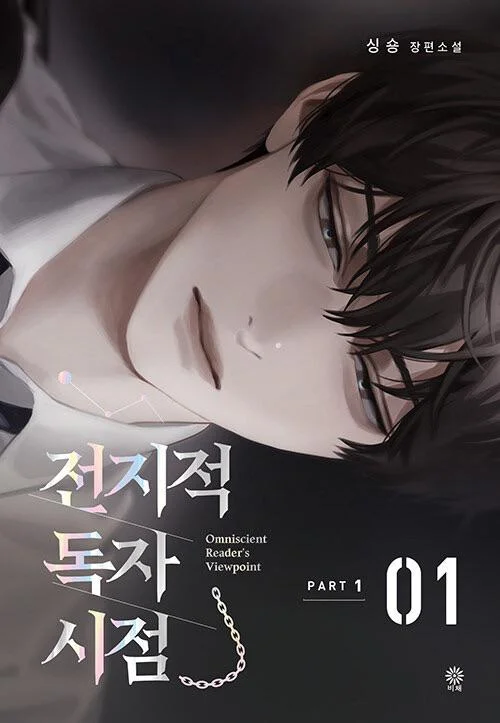 싱숑 장편소설
전지적
독자
시점
Omniscient
Reader's
Viewpoint
PART 1
01
비채